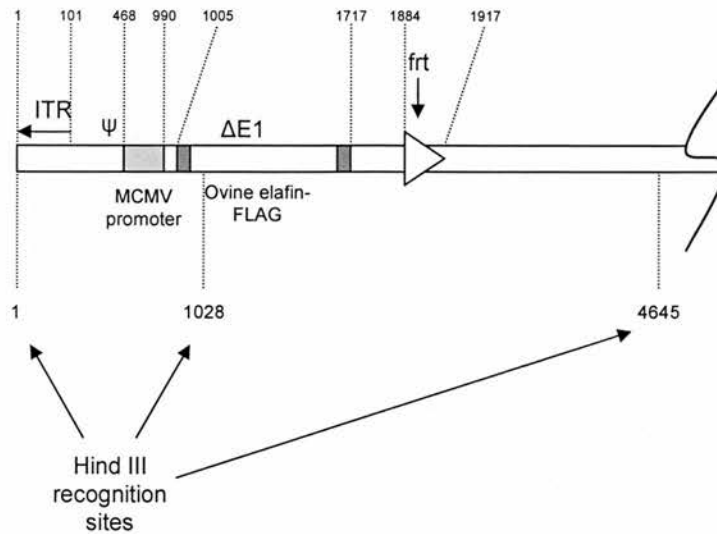 1 101 468 990 1005 1717 1884 1917
frt
ITR Ψ ΔE1
MCMV
promoter
Ovine elafin-
FLAG
1 1028 4645
Hind III
recognition
sites